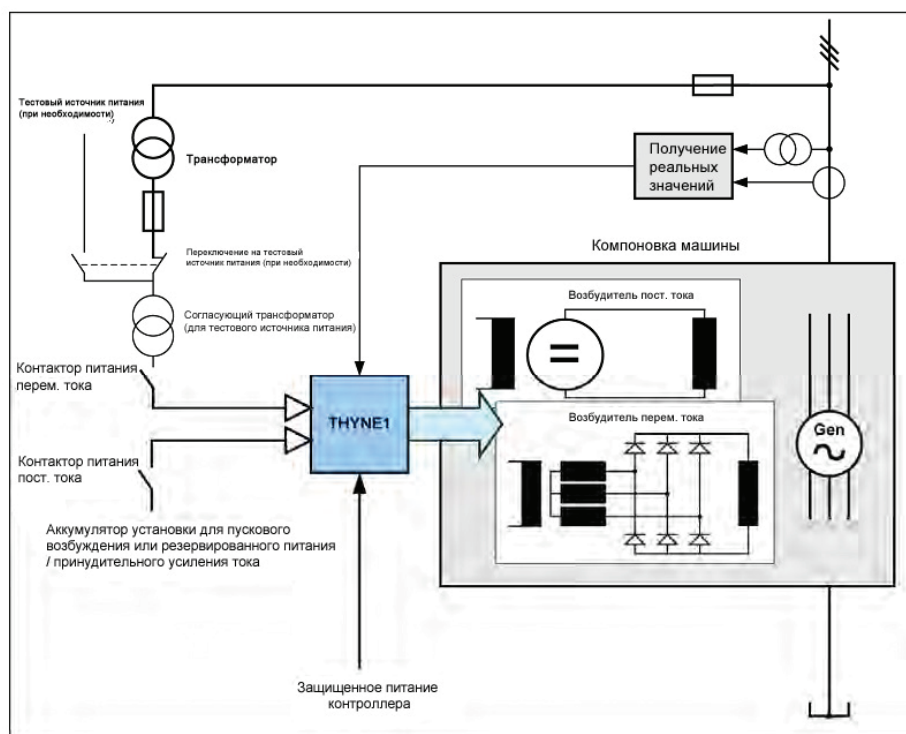 Тестовый источник питания
(при необходимости)
Трансформатор
Получение
реальных
значений
Компоновка машины
Переключение на тестовый
источник питания (при необходимости)
Возбудитель пост. тока
Согласующий трансформатор
(для тестового источника питания)
=
Контактор питания
перем. тока
THYNE1
Возбудитель перем. тока
Gen
Контактор питания
пост. тока
Аккумулятор установки для пускового
возбуждения или резервированного питания
/ принудительного усиления тока
Защищенное питание
контроллера